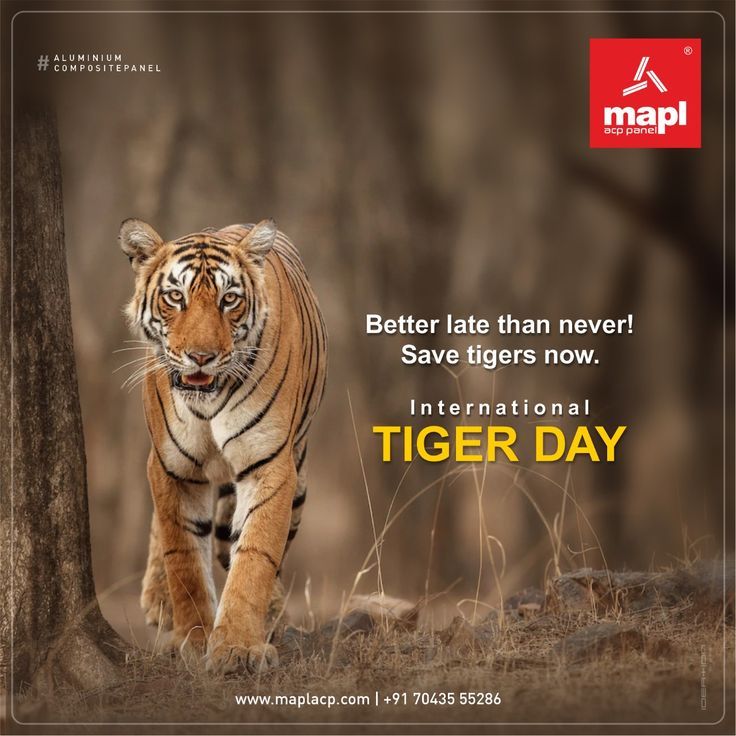 # ALUMINIUM
COMPOSITEPANEL
®
mapl
acp panel
Better late than never!
Save tigers now.
International
TIGER DAY
www.maplacp.com | +91 70435 55286